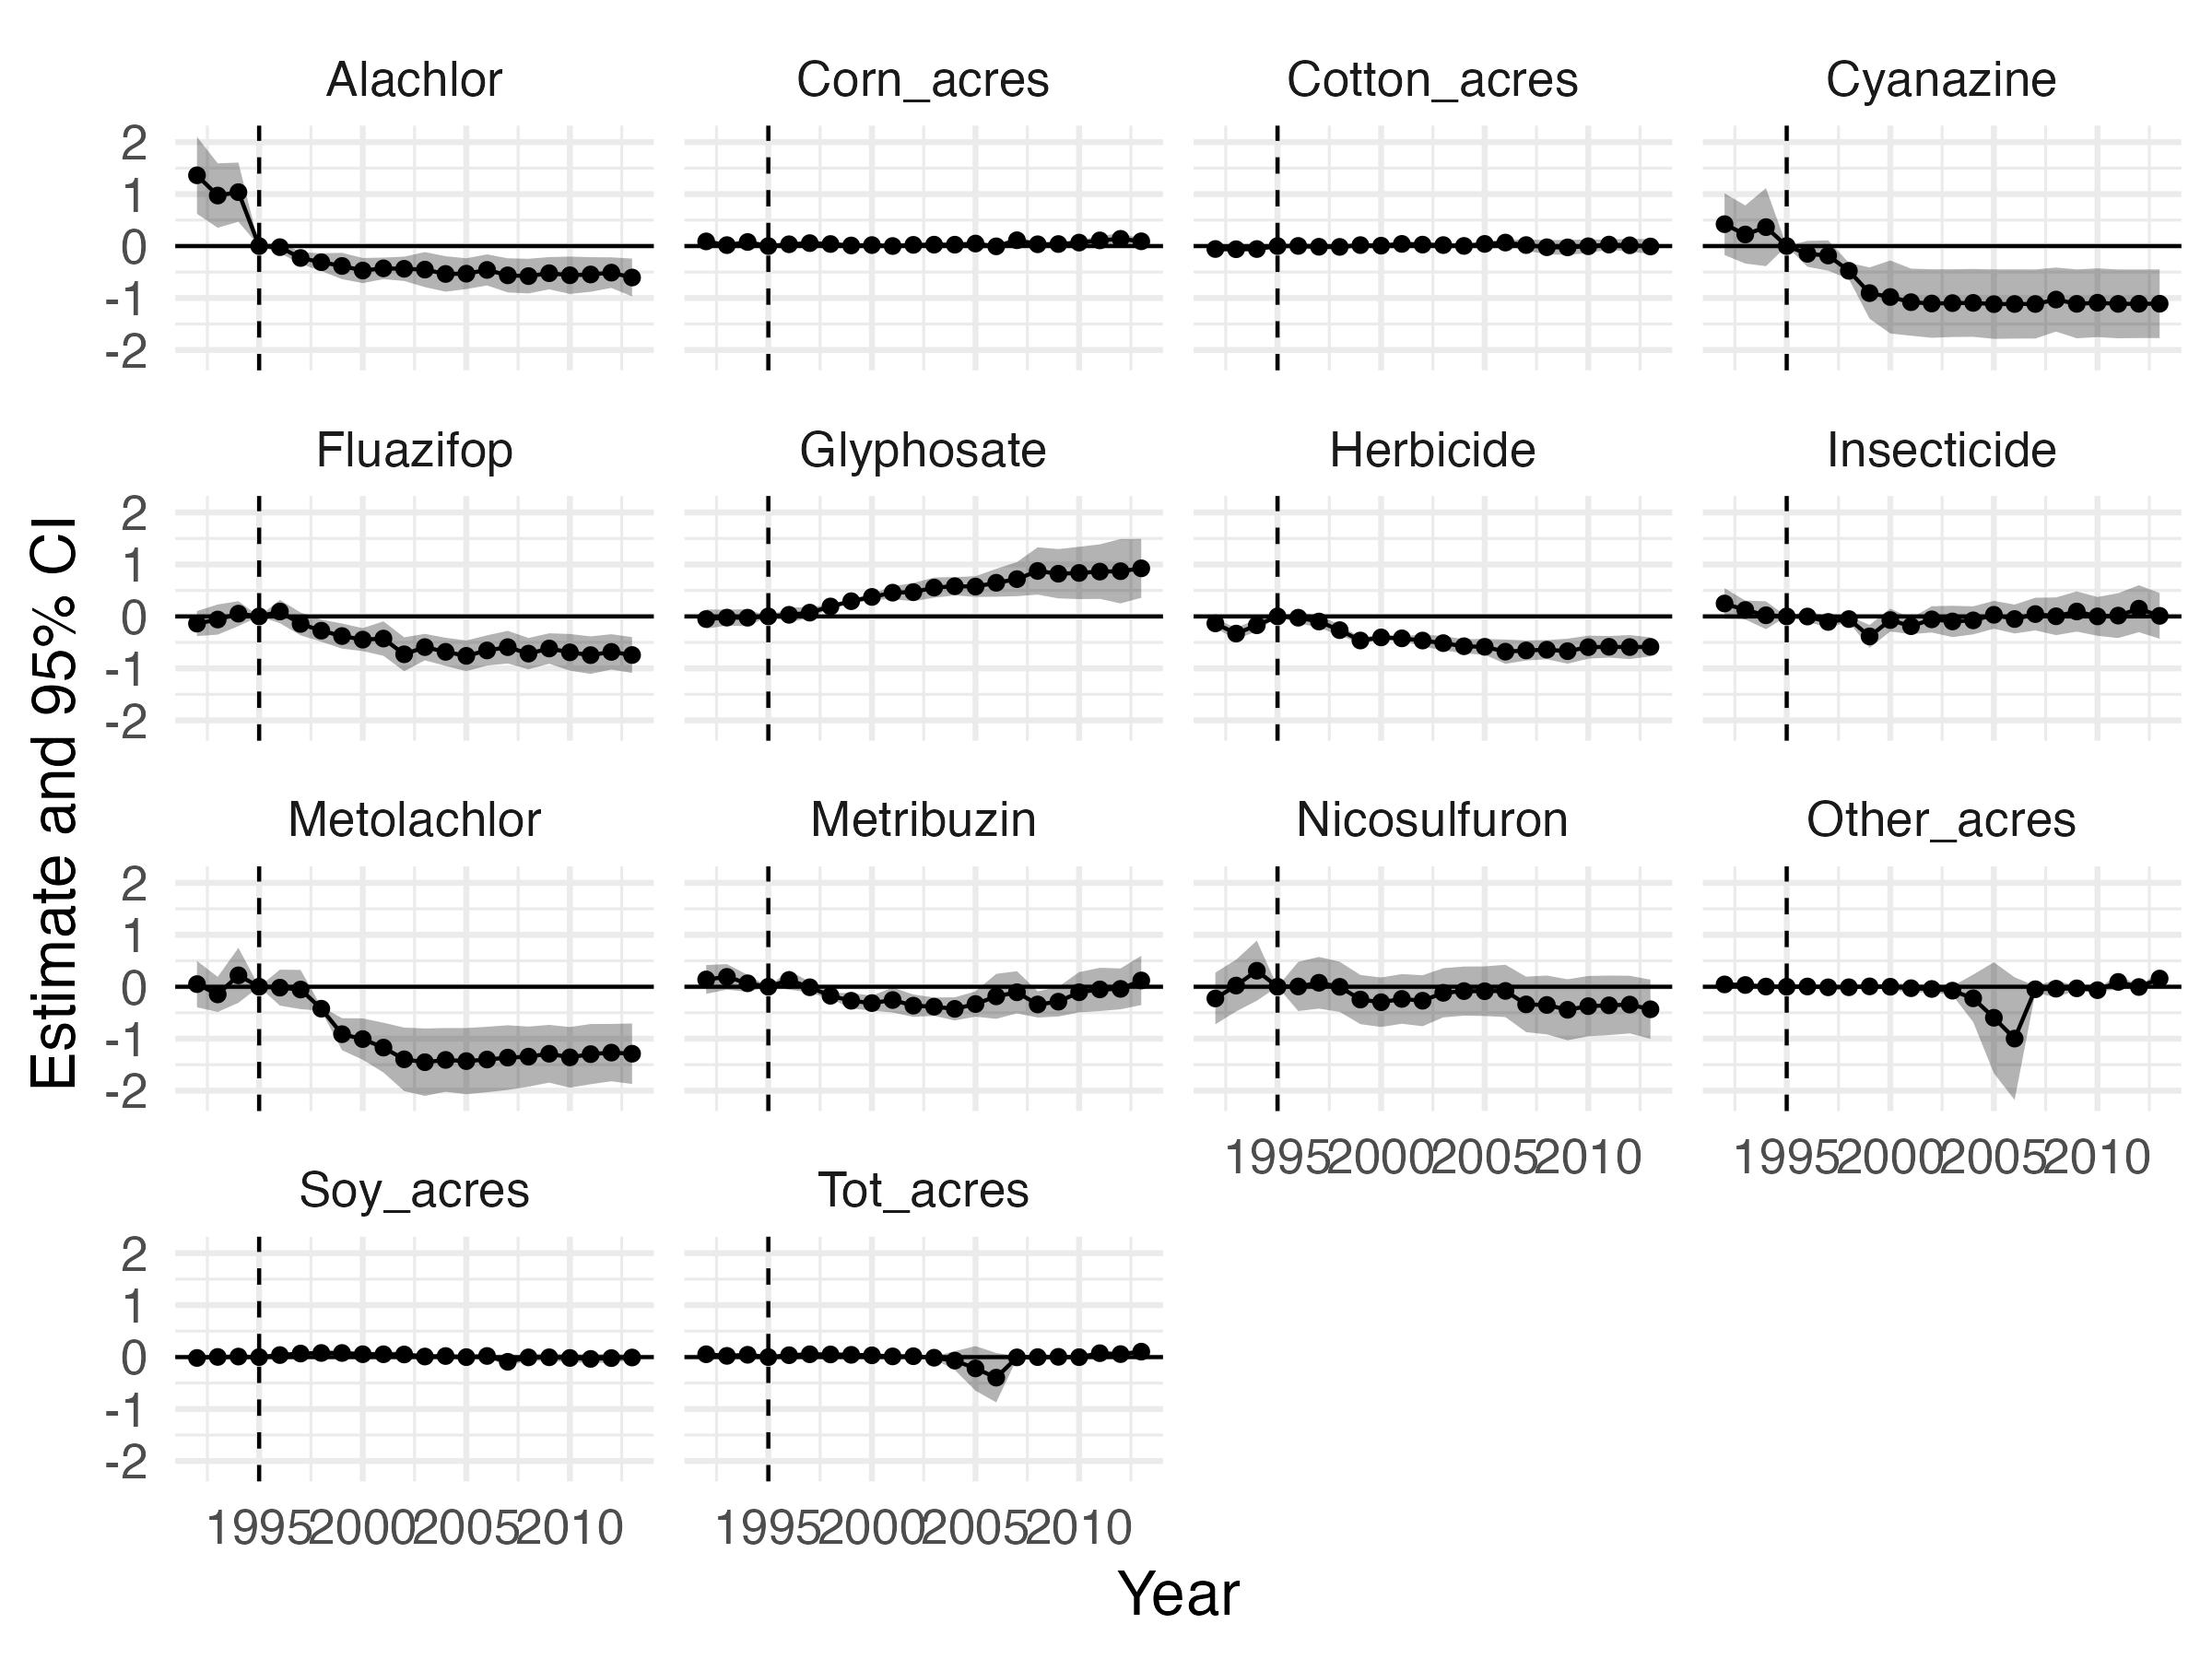 Alachlor Corn_acres Cotton_acres Cyanazine
2
1
0
-1
-2
Fluazifop Glyphosate Herbicide Insecticide
2
1
0
-1
-2
Estimate and 95% CI
Metolachlor Metribuzin Nicosulfuron Other_acres
2
1
0
-1
-2
1995 2000 2005 2010 1995 2000 2005 2010
Soy_acres Tot_acres
2
1
0
-1
-2
1995 2000 2005 2010 1995 2000 2005 2010
Year